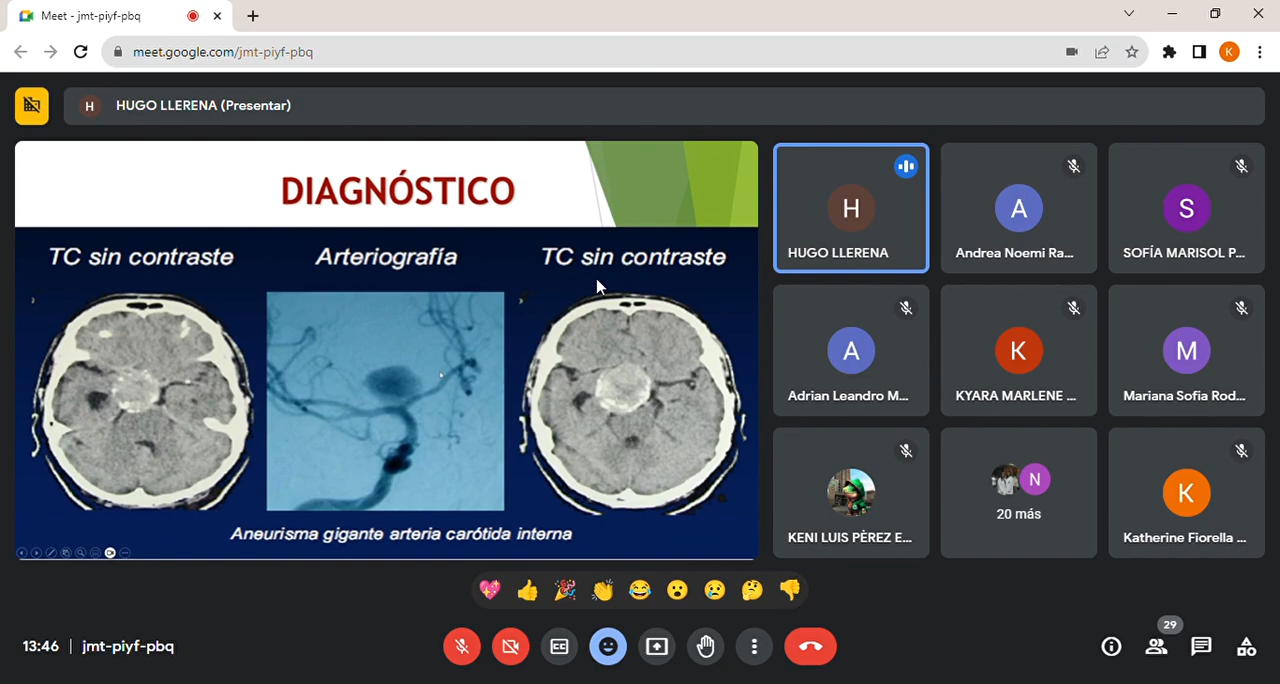 Meet - jmt-piyf-pbq
meet.google.com/jmt-piyf-pbq
K
H
HUGO LLERENA (Presentar)
DIAGNÓSTICO
TC sin contraste
Arteriografía
TC sin contraste
Aneurisma gigante arteria carótida interna
H
HUGO LLERENA
A
Andrea Noemi Ra...
S
SOFÍA MARISOL P...
A
Adrian Leandro M...
K
KYARA MARLENE ...
M
Mariana Sofia Rod...
KENI LUIS PÈREZ E...
N
20 más
K
Katherine Fiorella ...
13:46 | jmt-piyf-pbq
29